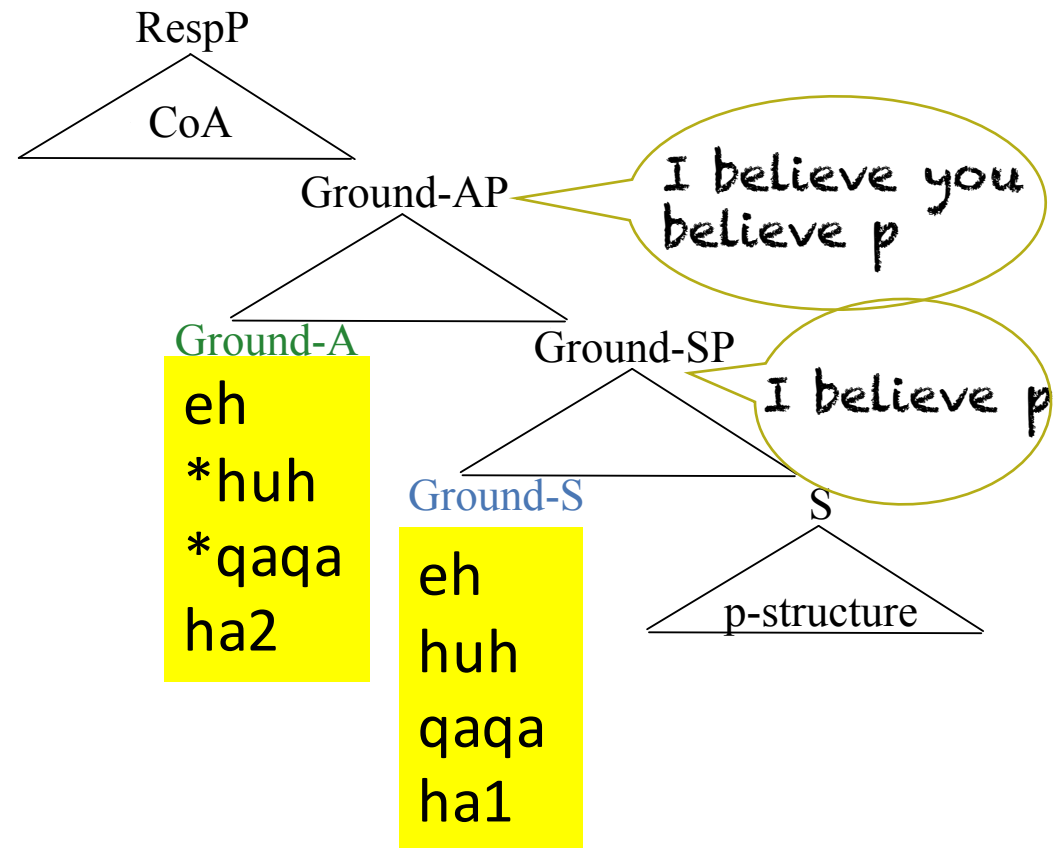 RespP
CoA
Ground-AP
I believe you
believe p
Ground-A
Ground-SP
I believe p
eh
*huh
*qaqa
ha2
Ground-S
S
eh
huh
qaqa
ha1
p-structure